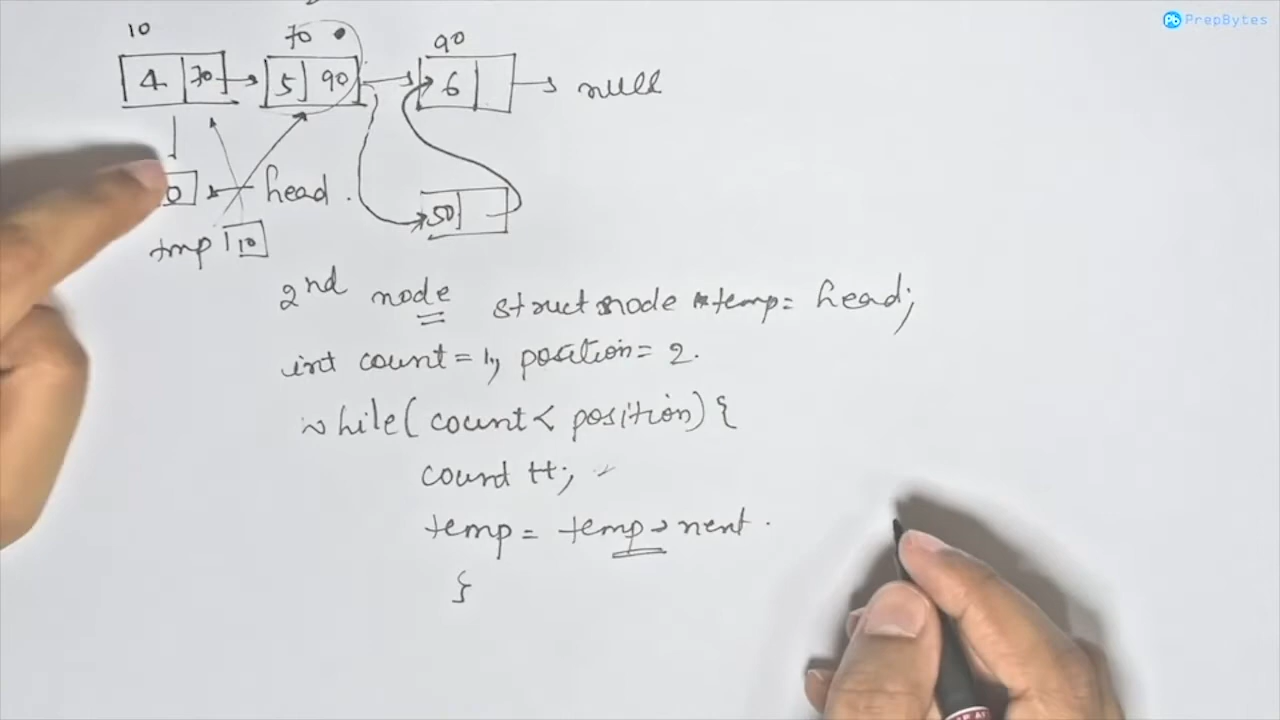 PrepBytes
10 70 90
4 70 5 90 6 null
0 head .
50
tmp 10
2nd node struct node *temp = head;
int count = 1, position = 2.
while( count < position) {
count ++;
temp = temp → next .
}